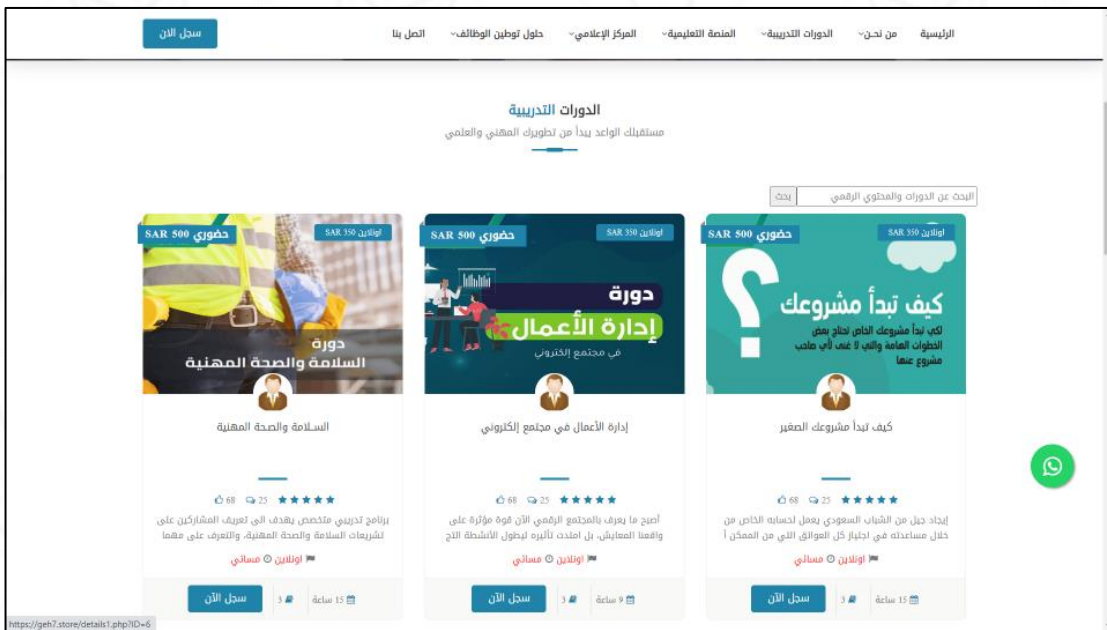 الرئيسية من نحن الدورات التدريبية المنصة التعليمية المركز الإعلامي حلول توطين الوظائف اتصل بنا سجل الان
الدورات التدريبية
مستقبلك الواعد يبدأ من تطويرك المهني والعلمي
البحث عن الدورات والمحتوي الرقمي بحث
اونلاين 350 SAR
حضوري 500 SAR
كيف تبدأ مشروعك
لكي تبدأ مشروعك الخاص تحتاج بعض
الخطوات الهامة والتي لا غنى لأي صاحب
مشروع عنها
كيف تبدأ مشروعك الصغير
25 68
إيجاد جيل من الشباب السعودي يعمل لحسابه الخاص من
خلال مساعدته في اجتياز كل العوائق التي من الممكن أ
اونلاين مسائي
15 ساعة 3 سجل الآن
اونلاين 350 SAR
حضوري 500 SAR
دورة
إدارة الأعمال
في مجتمع إلكتروني
إدارة الأعمال في مجتمع إلكتروني
25 68
أصبح ما يعرف بالمجتمع الرقمي الآن قوة مؤثرة على
واقعنا المعايش، بل امتدت تأثيره ليطول الأنشطة التج
اونلاين مسائي
9 ساعة 3 سجل الآن
اونلاين 350 SAR
حضوري 500 SAR
دورة
السلامة والصحة المهنية
السـلامة والصحة المهنية
25 68
برنامج تدريبي متخصص يهدف الى تعريف المشاركين على
تشريعات السلامة والصحة المهنية، والتعرف على مهما
اونلاين مسائي
15 ساعة 3 سجل الآن
https://geh7.store/details1.php?ID=6